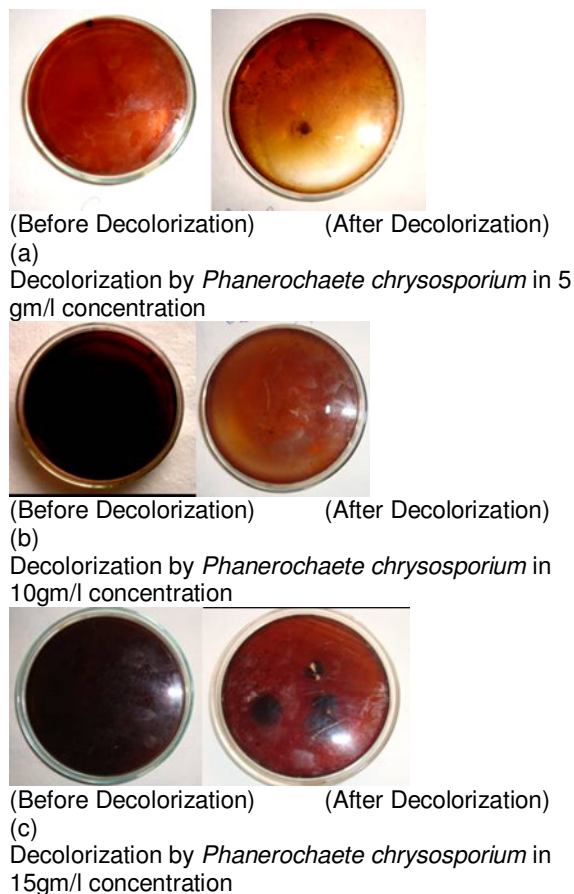 (Before Decolorization) (After Decolorization)
(a)
Decolorization by Phanerochaete chrysosporium in 5
gm/l concentration
(Before Decolorization) (After Decolorization)
(b)
Decolorization by Phanerochaete chrysosporium in
10gm/l concentration
(Before Decolorization) (After Decolorization)
(c)
Decolorization by Phanerochaete chrysosporium in
15gm/l concentration